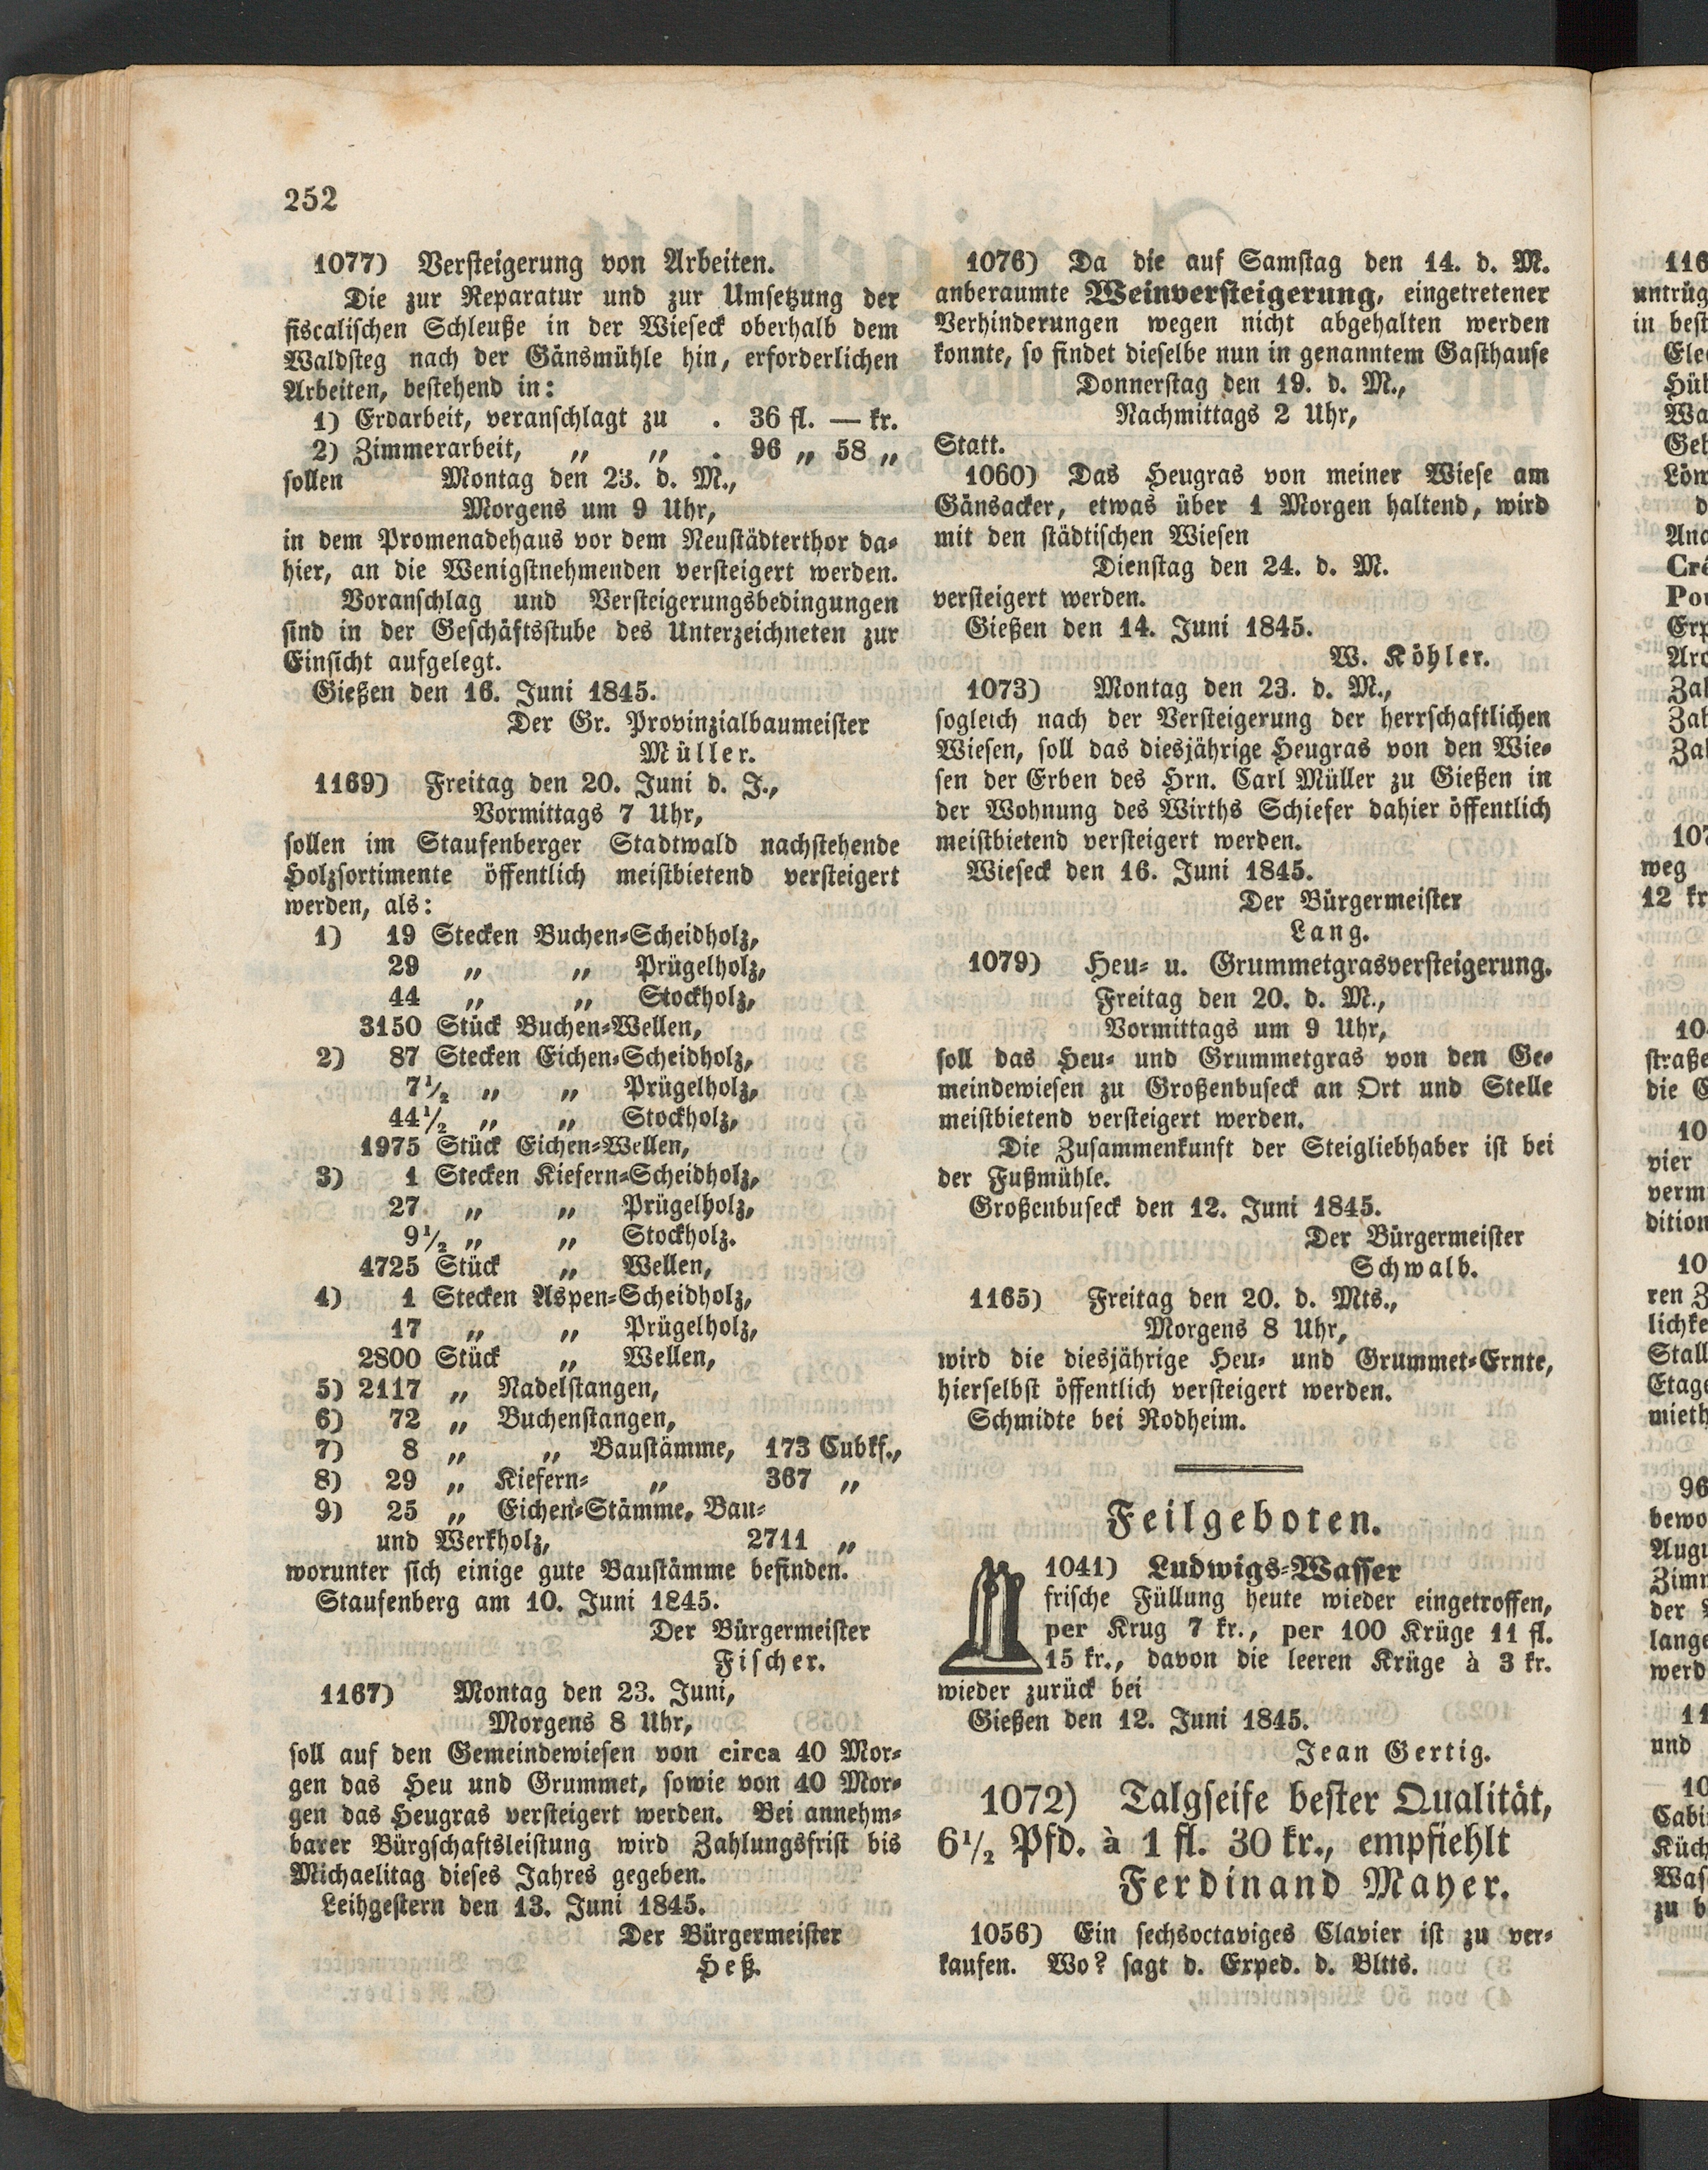 252
1077) Versteigerung von Arbeiten.
Die zur Reparatur und zur Umsetzung der
fiscalischen Schleuße in der Wieseck oberhalb dem
Waldsteg nach der Gänsmühle hin, erforderlichen
Arbeiten, bestehend in:
1) Erdarbeit, veranschlagt zu . 36 fl. — kr.
2) Zimmerarbeit, „ „ . 96 „ 58 „
sollen Montag den 23. d. M.,
Morgens um 9 Uhr,
in dem Promenadehaus vor dem Neustädterthor da-
hier, an die Wenigstnehmenden versteigert werden.
Voranschlag und Versteigerungsbedingungen
sind in der Geschäftsstube des Unterzeichneten zur
Einsicht aufgelegt.
Gießen den 16. Juni 1845.
Der Gr. Provinzialbaumeister
Müller.
1169) Freitag den 20. Juni d. J.,
Vormittags 7 Uhr,
sollen im Staufenberger Stadtwald nachstehende
Holzsortimente öffentlich meistbietend versteigert
werden, als:
1) 19 Stecken Buchen-Scheidholz,
29 „ „ Prügelholz,
44 „ „ Stockholz,
3150 Stück Buchen-Wellen,
2) 87 Stecken Eichen-Scheidholz,
7½ „ „ Prügelholz,
44½ „ „ Stockholz,
1975 Stück Eichen-Wellen,
3) 1 Stecken Kiefern-Scheidholz,
27 „ „ Prügelholz,
9½ „ „ Stockholz.
4725 Stück „ Wellen,
4) 1 Stecken Aspen-Scheidholz,
17 „ „ Prügelholz,
2800 Stück „ Wellen,
5) 2117 „ Nadelstangen,
6) 72 „ Buchenstangen,
7) 8 „ „ Baustämme, 173 Cubkf.,
8) 29 „ Kiefern- „ 367 „
9) 25 „ Eichen-Stämme, Bau-
und Werkholz, 2711 „
worunter sich einige gute Baustämme befinden.
Staufenberg am 10. Juni 1845.
Der Bürgermeister
Fischer.
1167) Montag den 23. Juni,
Morgens 8 Uhr,
soll auf den Gemeindewiesen von circa 40 Mor-
gen das Heu und Grummet, sowie von 40 Mor-
gen das Heugras versteigert werden. Bei annehm-
barer Bürgschaftsleistung wird Zahlungsfrist bis
Michaelitag dieses Jahres gegeben.
Leihgestern den 13. Juni 1845.
Der Bürgermeister
Heß.
1076) Da die auf Samstag den 14. d. M.
anberaumte Weinversteigerung, eingetretener
Verhinderungen wegen nicht abgehalten werden
konnte, so findet dieselbe nun in genanntem Gasthause
Donnerstag den 19. d. M.,
Nachmittags 2 Uhr,
Statt.
1060) Das Heugras von meiner Wiese am
Gänsacker, etwas über 1 Morgen haltend, wird
mit den städtischen Wiesen
Dienstag den 24. d. M.
versteigert werden.
Gießen den 14. Juni 1845.
W. Köhler.
1073) Montag den 23. d. M.,
sogleich nach der Versteigerung der herrschaftlichen
Wiesen, soll das diesjährige Heugras von den Wie-
sen der Erben des Hrn. Carl Müller zu Gießen in
der Wohnung des Wirths Schiefer dahier öffentlich
meistbietend versteigert werden.
Wieseck den 16. Juni 1845.
Der Bürgermeister
Lang.
1079) Heu- u. Grummetgrasversteigerung.
Freitag den 20. d. M.,
Vormittags um 9 Uhr,
soll das Heu- und Grummetgras von den Ge-
meindewiesen zu Großenbuseck an Ort und Stelle
meistbietend versteigert werden.
Die Zusammenkunft der Steigliebhaber ist bei
der Fußmühle.
Großenbuseck den 12. Juni 1845.
Der Bürgermeister
Schwalb.
1165) Freitag den 20. d. Mts.,
Morgens 8 Uhr,
wird die diesjährige Heu- und Grummet-Ernte,
hierselbst öffentlich versteigert werden.
Schmidte bei Rodheim.
Feilgeboten.
1041) Ludwigs-Wasser
frische Füllung heute wieder eingetroffen,
per Krug 7 kr., per 100 Krüge 11 fl.
15 kr., davon die leeren Krüge à 3 kr.
wieder zurück bei
Gießen den 12. Juni 1845.
Jean Gertig.
1072) Talgseife bester Qualität,
6½ Pfd. à 1 fl. 30 kr., empfiehlt
Ferdinand Mayer.
1056) Ein sechsoctaviges Clavier ist zu ver-
kaufen. Wo? sagt d. Exped. d. Bltts.